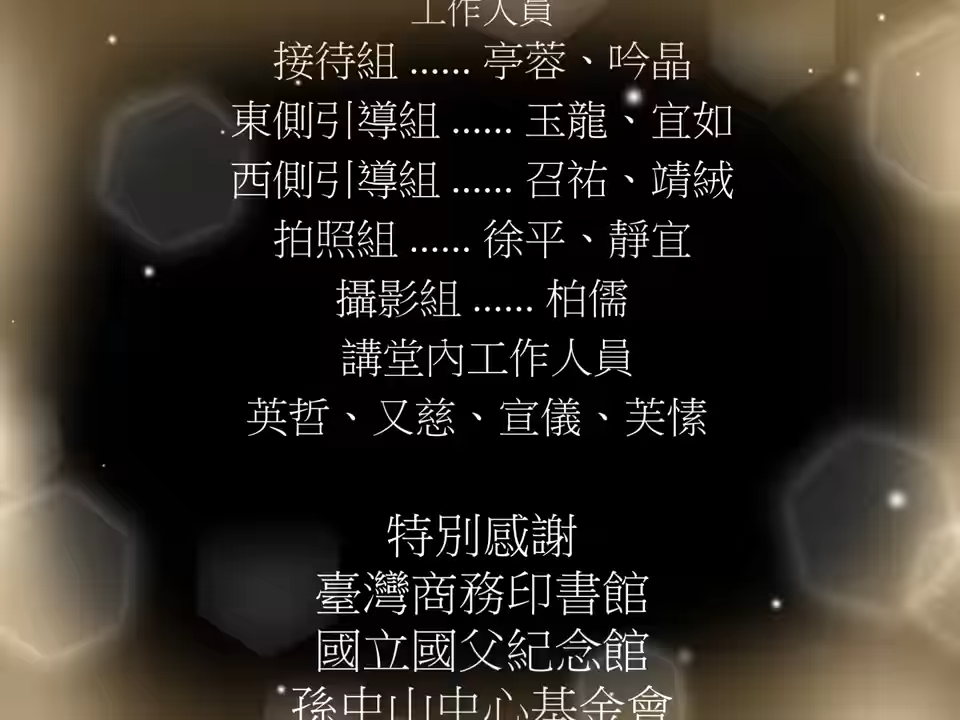 工作人員
接待組 ...... 亭蓉、吟晶
東側引導組 ...... 玉龍、宜如
西側引導組 ...... 召祐、靖絨
拍照組 ...... 徐平、靜宜
攝影組 ...... 柏儒
講堂內工作人員
英哲、又慈、宣儀、芙愫
特別感謝
臺灣商務印書館
國立國父紀念館
孫中山中心基金會